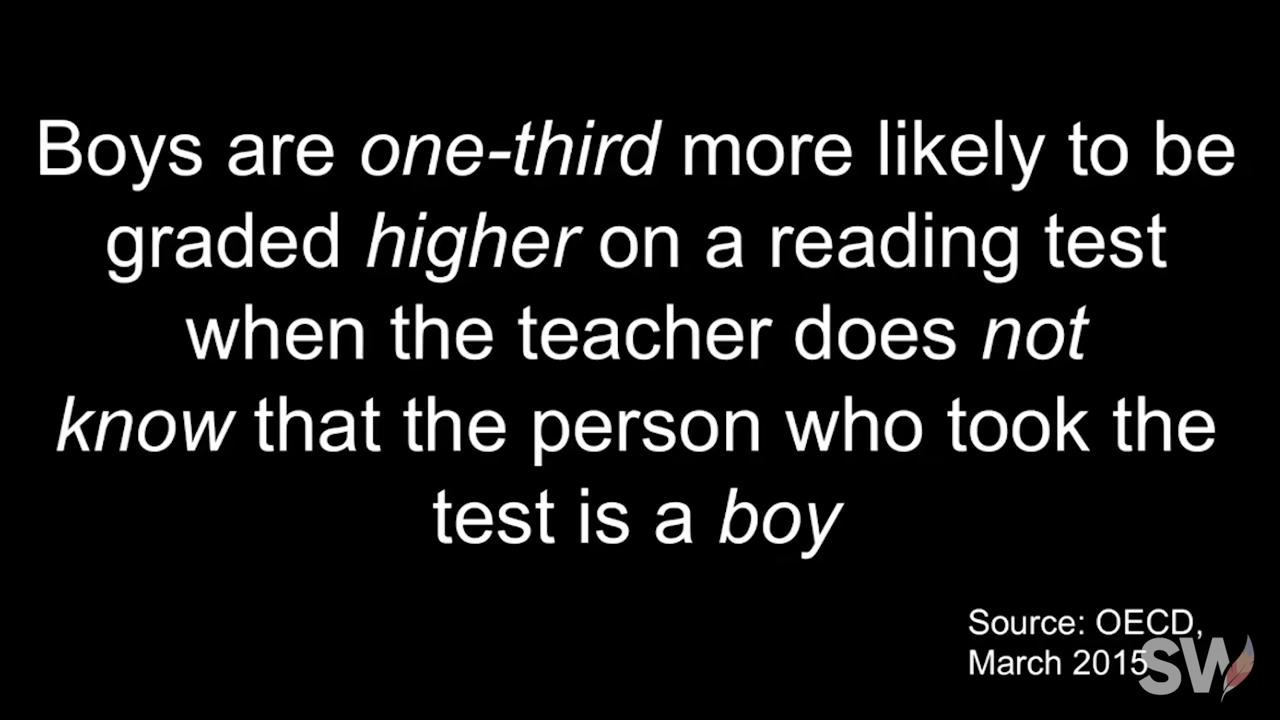 Boys are one-third more likely to be
graded higher on a reading test
when the teacher does not
know that the person who took the
test is a boy
Source: OECD,
March 2015
SW